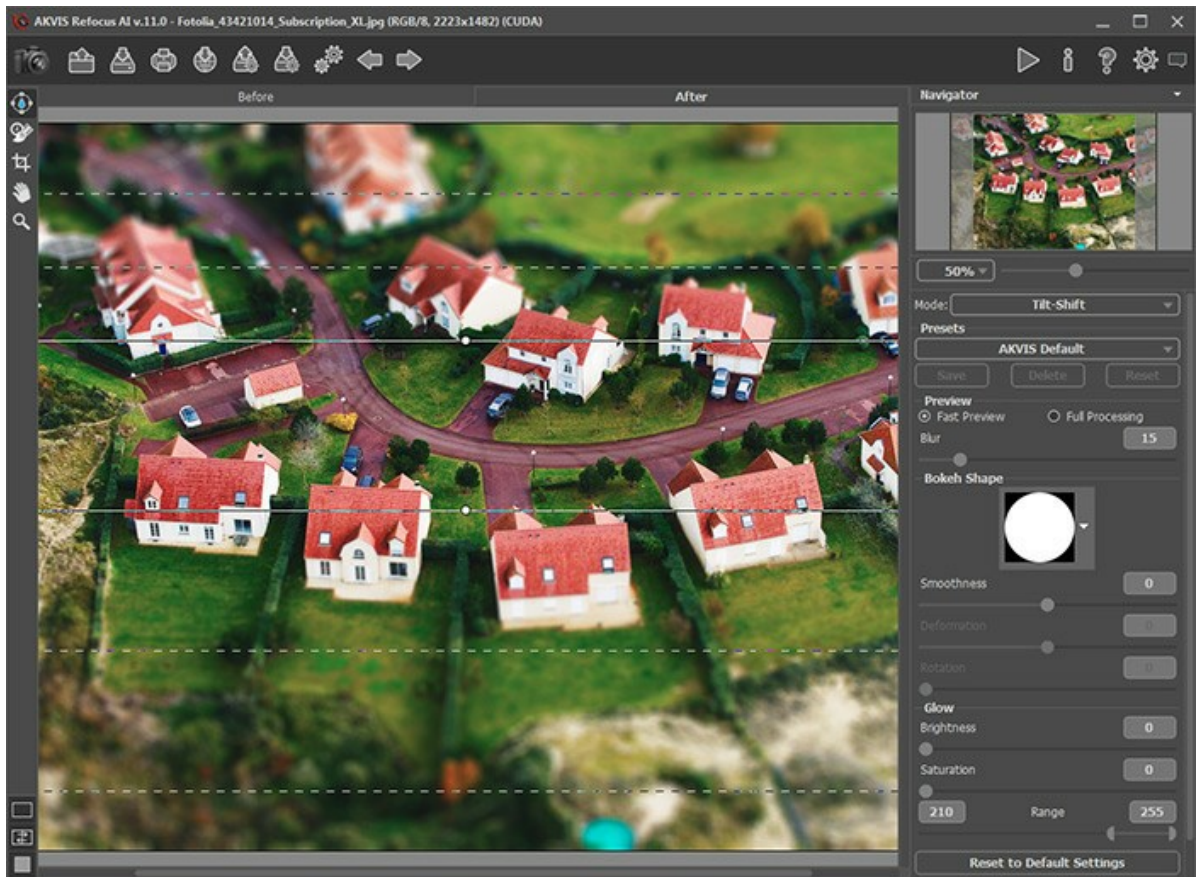 AKVIS Refocus AI v.11.0 - Fotolia_43421014_Subscription_XL.jpg (RGB/8, 2223x1482) (CUDA)
Before
After
Navigator
50%
Mode: Tilt-Shift
Presets
AKVIS Default
Save Delete Reset
Preview
Fast Preview Full Processing
Blur 15
Bokeh Shape
Smoothness 0
Deformation 0
Rotation 0
Glow
Brightness 0
Saturation 0
210 Range 255
Reset to Default Settings